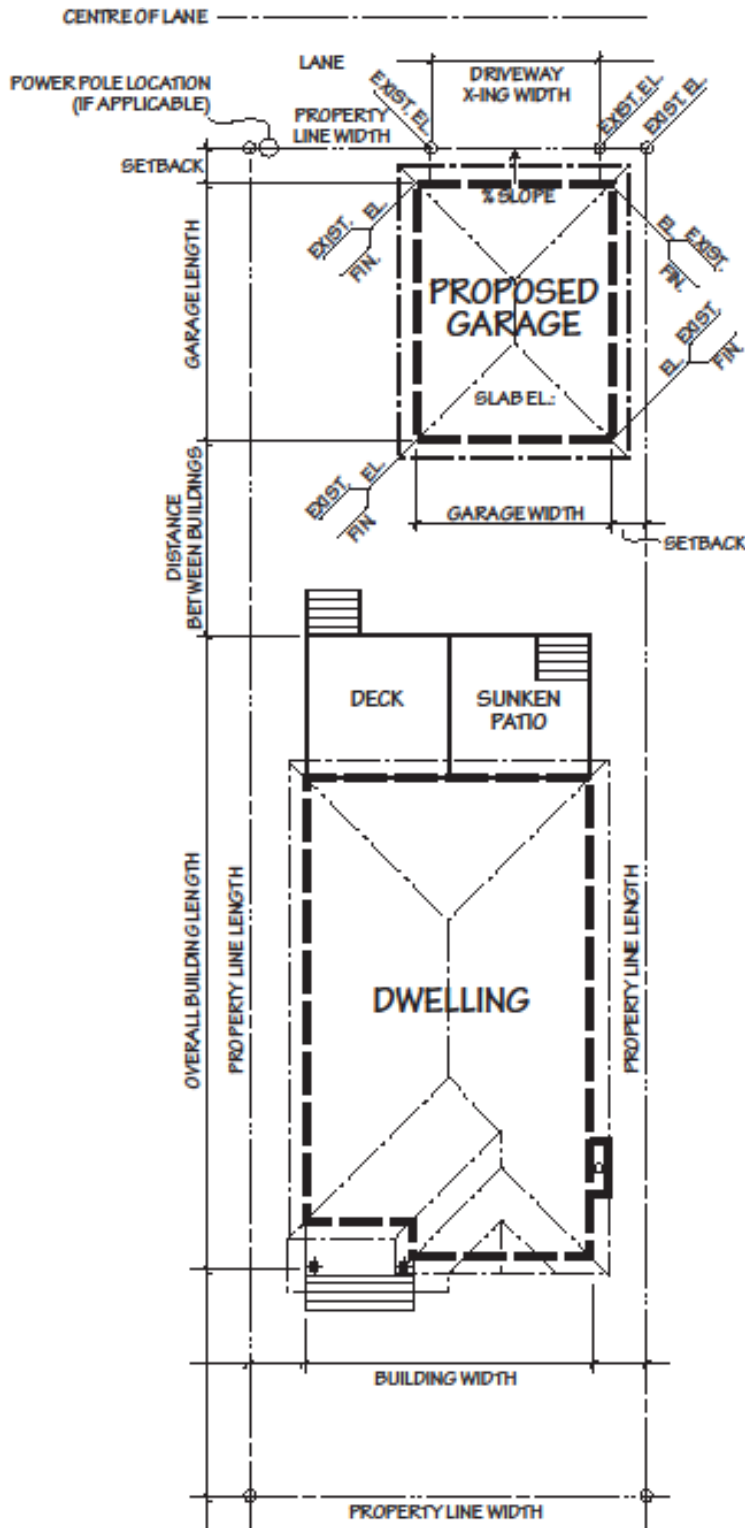 CENTRE OF LANE
LANE
POWER POLE LOCATION
(IF APPLICABLE)
PROPERTY
LINE WIDTH
EXIST. EL.
DRIVEWAY
X-ING WIDTH
EXIST. EL.
EXIST. EL.
SETBACK
% SLOPE
EXIST. EL.
FIN.
EL. EXIST.
FIN.
GARAGE LENGTH
PROPOSED
GARAGE
SLAB EL.:
EL. EXIST.
FIN.
EXIST. EL.
FIN.
GARAGE WIDTH
SETBACK
DISTANCE
BETWEEN BUILDINGS
DECK
SUNKEN
PATIO
OVERALL BUILDING LENGTH
PROPERTY LINE LENGTH
DWELLING
PROPERTY LINE LENGTH
BUILDING WIDTH
PROPERTY LINE WIDTH